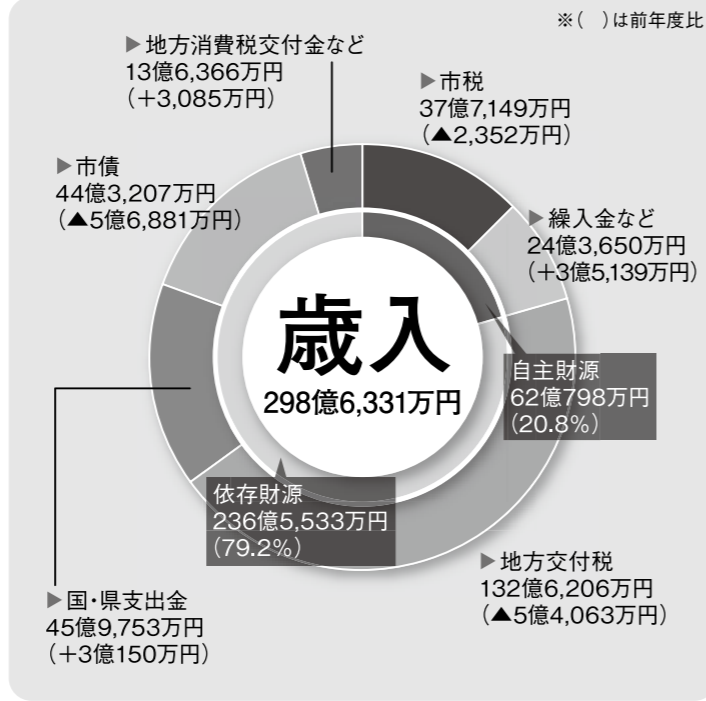 ※(　)は前年度比
▶地方消費税交付金など
13億6,366万円
(+3,085万円)
▶市税
37億7,149万円
(▲2,352万円)
▶市債
44億3,207万円
(▲5億6,881万円)
▶繰入金など
24億3,650万円
(+3億5,139万円)
歳入
298億6,331万円
自主財源
62億798万円
(20.8%)
依存財源
236億5,533万円
(79.2%)
▶地方交付税
132億6,206万円
(▲5億4,063万円)
▶国・県支出金
45億9,753万円
(+3億150万円)